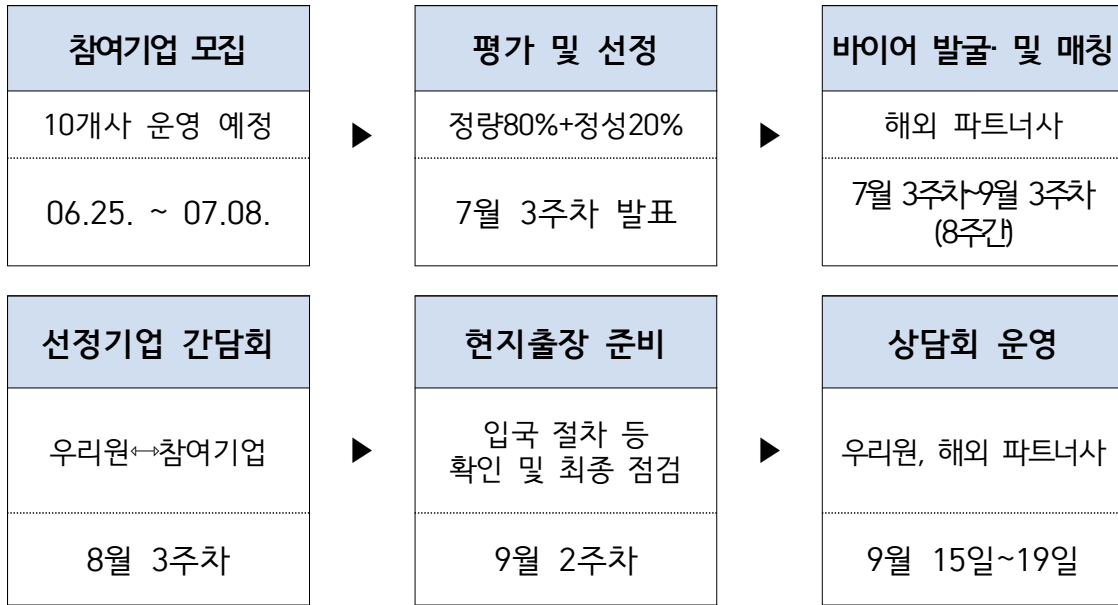 참여기업 모집
10개사 운영 예정
06.25. ~ 07.08.
▶
평가 및 선정
정량80%+정성20%
7월 3주차 발표
▶
바이어 발굴· 및 매칭
해외 파트너사
7월 3주차~9월 3주차
(8주간)
선정기업 간담회
우리원↔참여기업
8월 3주차
▶
현지출장 준비
입국 절차 등
확인 및 최종 점검
9월 2주차
▶
상담회 운영
우리원, 해외 파트너사
9월 15일~19일